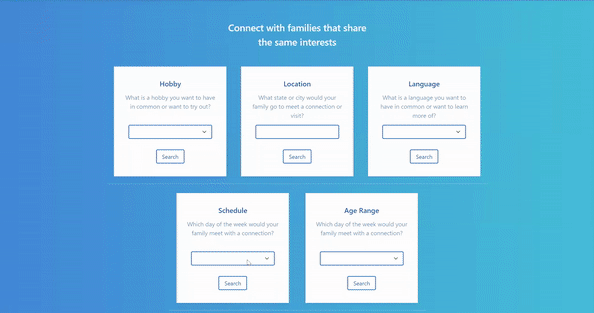 Connect with families that share
the same interests
Hobby
What is a hobby you want to have
in common or want to try out?
Search
Location
What state or city would your
family go to meet a connection or
visit?
Search
Language
What is a language you want to
have in common or want to learn
more of?
Search
Schedule
Which day of the week would your
family meet with a connection?
Search
Age Range
Which day of the week would your
family meet with a connection?
Search